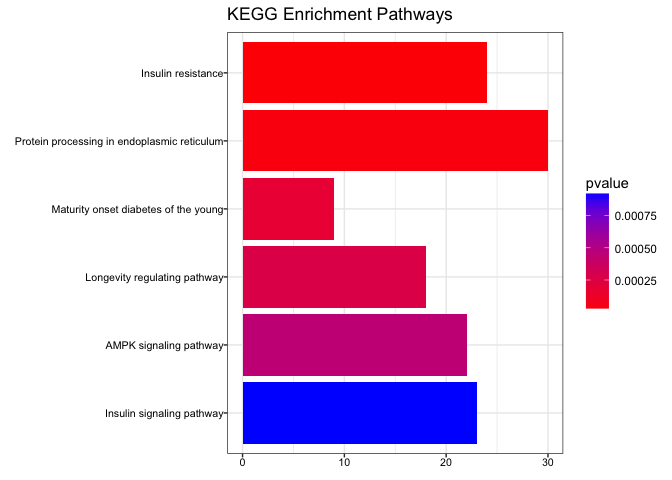 KEGG Enrichment Pathways
Insulin resistance
Protein processing in endoplasmic reticulum
Maturity onset diabetes of the young
Longevity regulating pathway
AMPK signaling pathway
Insulin signaling pathway
0 10 20 30
pvalue
0.00075
0.00050
0.00025